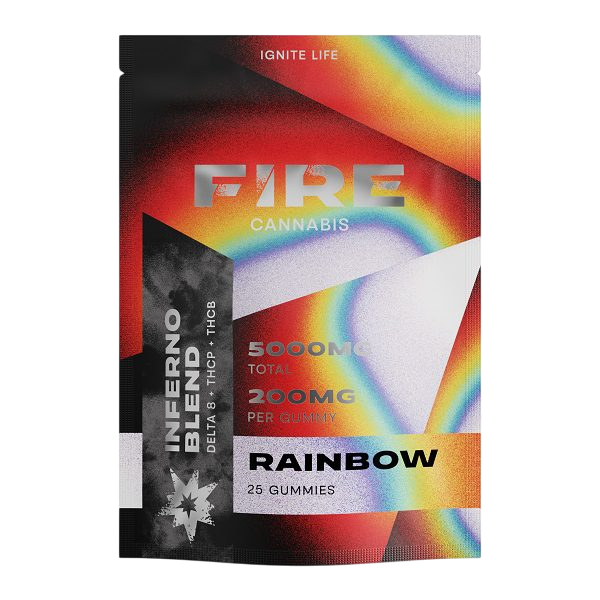 IGNITE LIFE
FIRE
CANNABIS
INFERNO
BLEND
DELTA 8 + THCP + THCB
5000MG
TOTAL
200MG
PER GUMMY
RAINBOW
25 GUMMIES